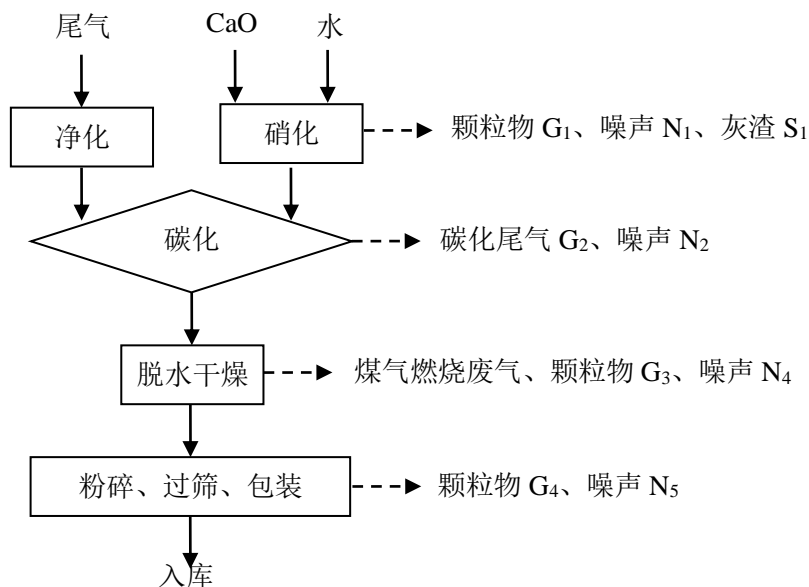 尾气
CaO
水
净化
硝化
颗粒物 G₁、噪声 N₁、灰渣 S₁
碳化
碳化尾气 G₂、噪声 N₂
脱水干燥
煤气燃烧废气、颗粒物 G₃、噪声 N₄
粉碎、过筛、包装
颗粒物 G₄、噪声 N₅
入库